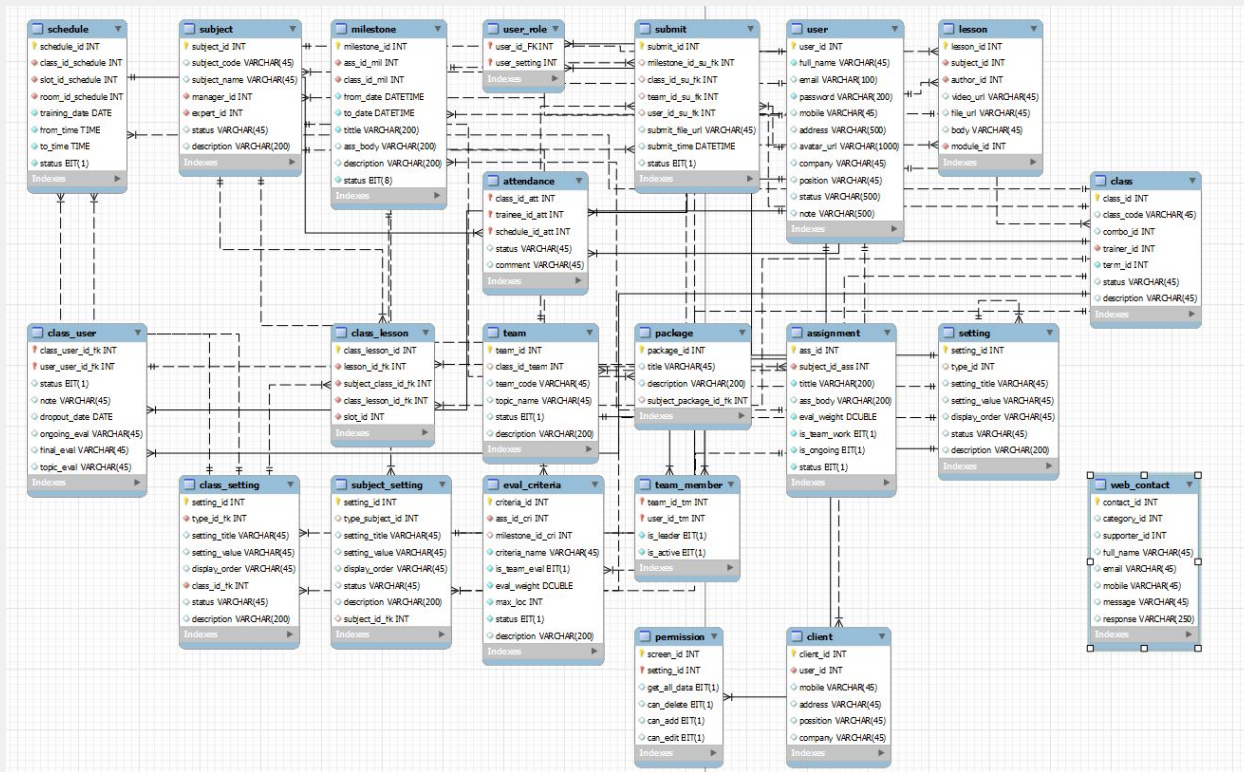 schedule
schedule_id INT
class_id_schedule INT
slot_id_schedule INT
room_id_schedule INT
training_date DATE
from_time TIME
to_time TIME
status BIT(1)
Indexes
subject
subject_id INT
subject_code VARCHAR(45)
subject_name VARCHAR(45)
manager_id INT
expert_id INT
status VARCHAR(45)
description VARCHAR(200)
Indexes
milestone
milestone_id INT
ass_id_mil INT
class_id_mil INT
from_date DATETIME
to_date DATETIME
tittle VARCHAR(200)
ass_body VARCHAR(200)
description VARCHAR(200)
status BIT(8)
Indexes
user_role
user_id_FK INT
user_setting INT
Indexes
submit
submit_id INT
milestone_id_su_fk INT
class_id_su_fk INT
team_id_su_fk INT
user_id_su_fk INT
submit_file_url VARCHAR(45)
submit_time DATETIME
status BIT(1)
Indexes
user
user_id INT
full_name VARCHAR(45)
email VARCHAR(100)
password VARCHAR(200)
mobile VARCHAR(45)
address VARCHAR(500)
avatar_url VARCHAR(1000)
company VARCHAR(45)
position VARCHAR(45)
status VARCHAR(500)
note VARCHAR(500)
Indexes
lesson
lesson_id INT
subject_id INT
author_id INT
video_url VARCHAR(45)
file_url VARCHAR(45)
body VARCHAR(45)
module_id INT
Indexes
attendance
class_id_att INT
trainee_id_att INT
schedule_id_att INT
status VARCHAR(45)
comment VARCHAR(45)
Indexes
class
class_id INT
class_code VARCHAR(45)
combo_id INT
trainer_id INT
term_id INT
status VARCHAR(45)
description VARCHAR(45)
Indexes
class_user
class_user_id_fk INT
user_user_id_fk INT
status BIT(1)
note VARCHAR(45)
dropout_date DATE
ongoing_eval VARCHAR(45)
final_eval VARCHAR(45)
topic_eval VARCHAR(45)
Indexes
class_lesson
class_lesson_id INT
lesson_id_fk INT
subject_class_id_fk INT
class_lesson_id_fk INT
slot_id INT
Indexes
team
team_id INT
class_id_team INT
team_code VARCHAR(45)
topic_name VARCHAR(45)
status BIT(1)
description VARCHAR(200)
Indexes
package
package_id INT
title VARCHAR(45)
description VARCHAR(200)
subject_package_id_fk INT
Indexes
assignment
ass_id INT
subject_id_ass INT
tittle VARCHAR(200)
ass_body VARCHAR(200)
eval_weight DOUBLE
is_team_work BIT(1)
is_ongoing BIT(1)
status BIT(1)
Indexes
setting
setting_id INT
type_id INT
setting_title VARCHAR(45)
setting_value VARCHAR(45)
display_order VARCHAR(45)
status VARCHAR(45)
description VARCHAR(200)
Indexes
class_setting
setting_id INT
type_id_fk INT
setting_title VARCHAR(45)
setting_value VARCHAR(45)
display_order VARCHAR(45)
class_id_fk INT
status VARCHAR(45)
description VARCHAR(200)
Indexes
subject_setting
setting_id INT
type_subject_id INT
setting_title VARCHAR(45)
setting_value VARCHAR(45)
display_order VARCHAR(45)
status VARCHAR(45)
description VARCHAR(200)
subject_id_fk INT
Indexes
eval_criteria
criteria_id INT
ass_id_cri INT
milestone_id_cri INT
criteria_name VARCHAR(45)
is_team_eval BIT(1)
eval_weight DOUBLE
max_loc INT
status BIT(1)
description VARCHAR(200)
Indexes
team_member
team_id_tm INT
user_id_tm INT
is_leader BIT(1)
is_active BIT(1)
Indexes
web_contact
contact_id INT
category_id INT
supporter_id INT
full_name VARCHAR(45)
email VARCHAR(45)
mobile VARCHAR(45)
message VARCHAR(45)
response VARCHAR(250)
Indexes
permission
screen_id INT
setting_id INT
get_all_data BIT(1)
can_delete BIT(1)
can_add BIT(1)
can_edit BIT(1)
Indexes
client
client_id INT
user_id INT
mobile VARCHAR(45)
address VARCHAR(45)
possition VARCHAR(45)
company VARCHAR(45)
Indexes